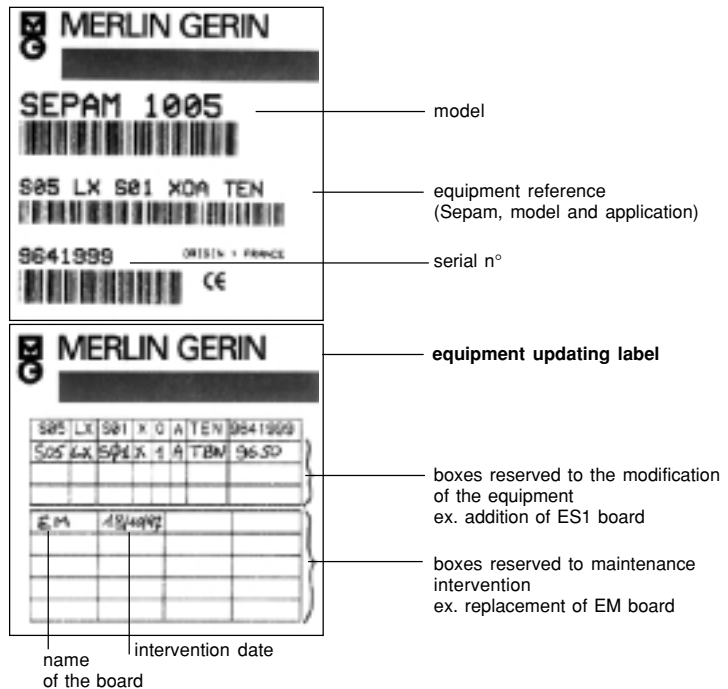 MERLIN GERIN
SEPAM 1005
model
S05 LX S01 XOA TEN
equipment reference
(Sepam, model and application)
9641999
ORIGIN : FRANCE
serial n°
CE
MERLIN GERIN
equipment updating label
S05 LX S01 X 0 A TEN 9641999
S05 LX S01 X 1 A TBN 9650
boxes reserved to the modification
of the equipment
ex. addition of ES1 board
EM
boxes reserved to maintenance
intervention
ex. replacement of EM board
intervention date
name
of the board